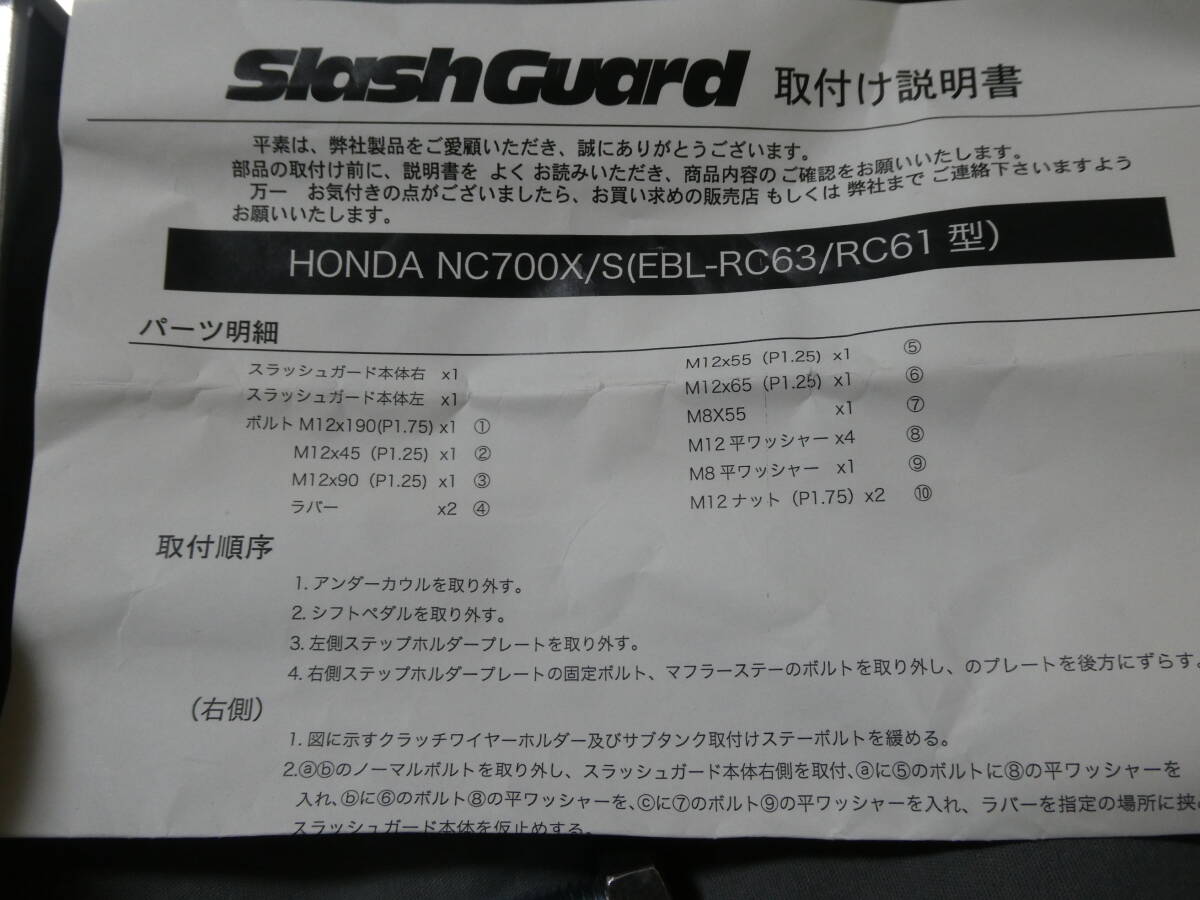 SlashGuard 取付け説明書
平素は、弊社製品をご愛顧いただき、誠にありがとうございます。
部品の取付け前に、説明書を よく お読みいただき、商品内容の ご確認をお願いいたします。
万一 お気付きの点がございましたら、お買い求めの販売店 もしくは 弊社まで ご連絡下さいますよう
お願いいたします。
HONDA NC700X/S(EBL-RC63/RC61 型)
パーツ明細
スラッシュガード本体右 x1
スラッシュガード本体左 x1
ボルト M12x190(P1.75) x1 ①
M12x45 (P1.25) x1 ②
M12x90 (P1.25) x1 ③
ラバー x2 ④
M12x55 (P1.25) x1 ⑤
M12x65 (P1.25) x1 ⑥
M8X55 x1 ⑦
M12 平ワッシャー x4 ⑧
M8 平ワッシャー x1 ⑨
M12 ナット (P1.75) x2 ⑩
取付順序
1. アンダーカウルを取り外す。
2. シフトペダルを取り外す。
3. 左側ステップホルダープレートを取り外す。
4. 右側ステップホルダープレートの固定ボルト、マフラーステーのボルトを取り外し、のプレートを後方にずらす。
(右側)
1. 図に示すクラッチワイヤーホルダー及びサブタンク取付けステーボルトを緩める。
2.ⓐⓑのノーマルボルトを取り外し、スラッシュガード本体右側を取付、ⓐに⑤のボルトに⑧の平ワッシャーを
入れ、ⓑに⑥のボルト⑧の平ワッシャーを、ⓒに⑦のボルト⑨の平ワッシャーを入れ、ラバーを指定の場所に挟
スラッシュガード本体を仮止めする。